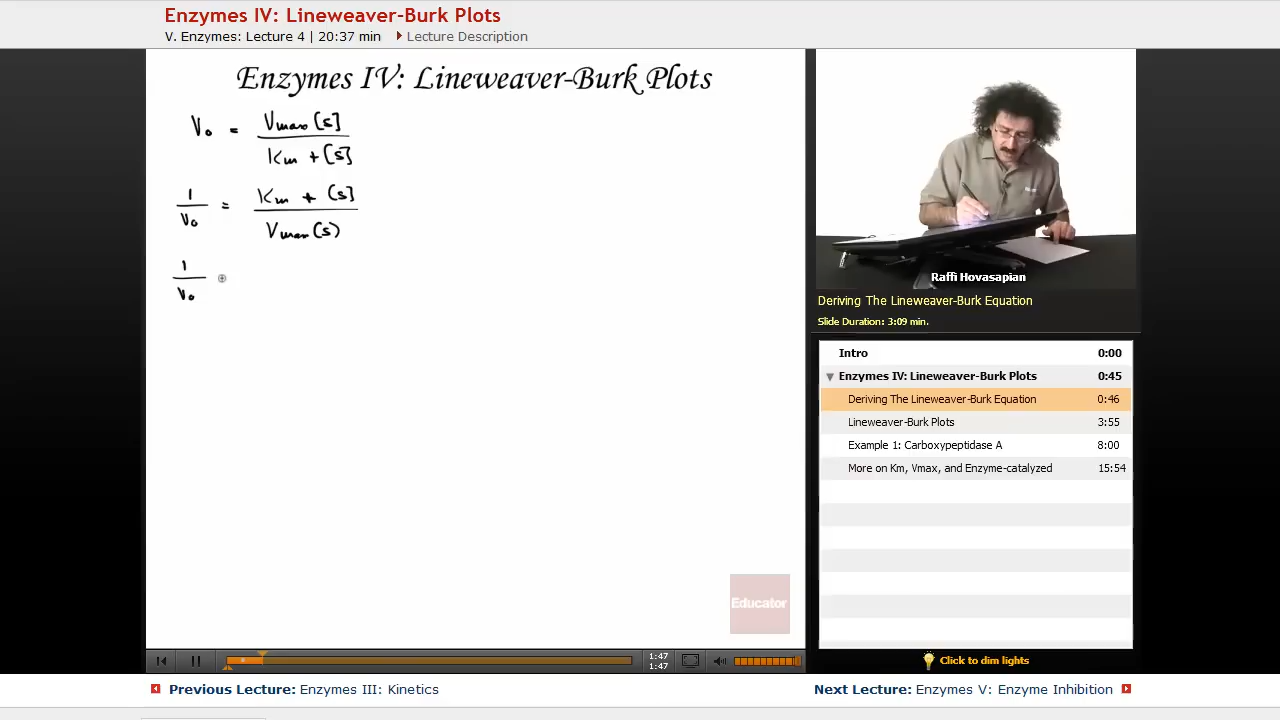 Enzymes IV: Lineweaver-Burk Plots
V. Enzymes: Lecture 4 | 20:37 min Lecture Description
Enzymes IV: Lineweaver-Burk Plots
V₀ = Vmax [S]
Km + [S]
1
V₀
= Km + [S]
Vmax (S)
1
V₀
Raffi Hovasapian
Deriving The Lineweaver-Burk Equation
Slide Duration: 3:09 min.
Intro 0:00
Enzymes IV: Lineweaver-Burk Plots 0:45
Deriving The Lineweaver-Burk Equation 0:46
Lineweaver-Burk Plots 3:55
Example 1: Carboxypeptidase A 8:00
More on Km, Vmax, and Enzyme-catalyzed 15:54
Educator
1:47
1:47
Click to dim lights
Previous Lecture: Enzymes III: Kinetics
Next Lecture: Enzymes V: Enzyme Inhibition